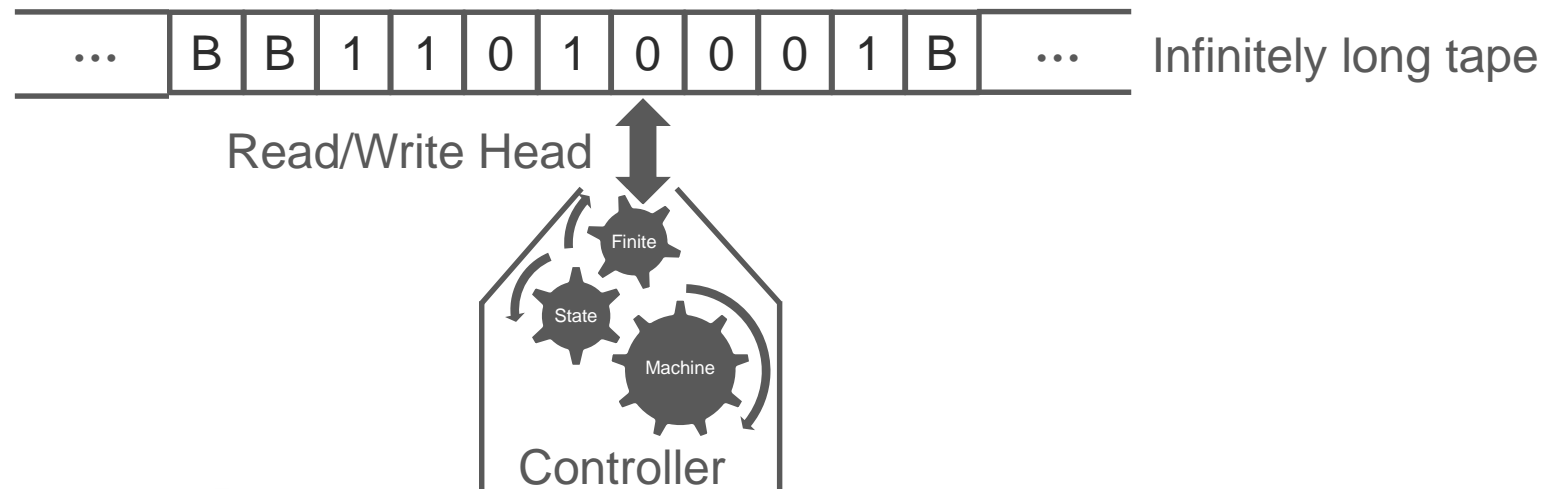 ... B B 1 1 0 1 0 0 0 1 B ... Infinitely long tape
Read/Write Head
Finite
State
Machine
Controller